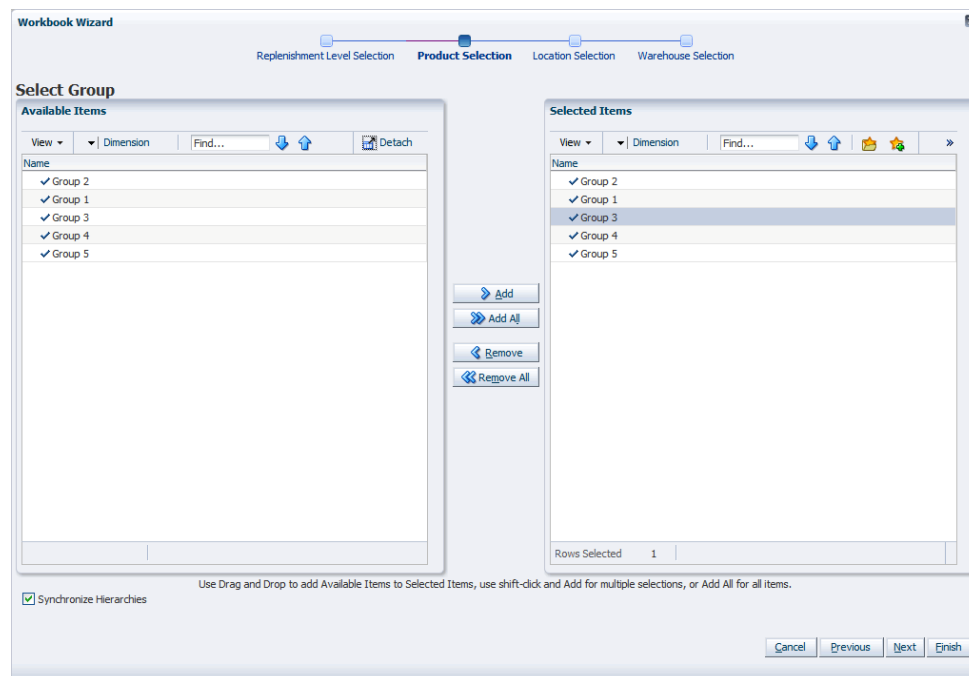 Workbook Wizard
Replenishment Level Selection Product Selection Location Selection Warehouse Selection
Select Group
Available Items
View Dimension Find... Detach
Name
Group 2
Group 1
Group 3
Group 4
Group 5
Add
Add All
Remove
Remove All
Selected Items
View Dimension Find... »
Name
Group 2
Group 1
Group 3
Group 4
Group 5
Rows Selected 1
Use Drag and Drop to add Available Items to Selected Items, use shift-click and Add for multiple selections, or Add All for all items.
Synchronize Hierarchies
Cancel Previous Next Finish